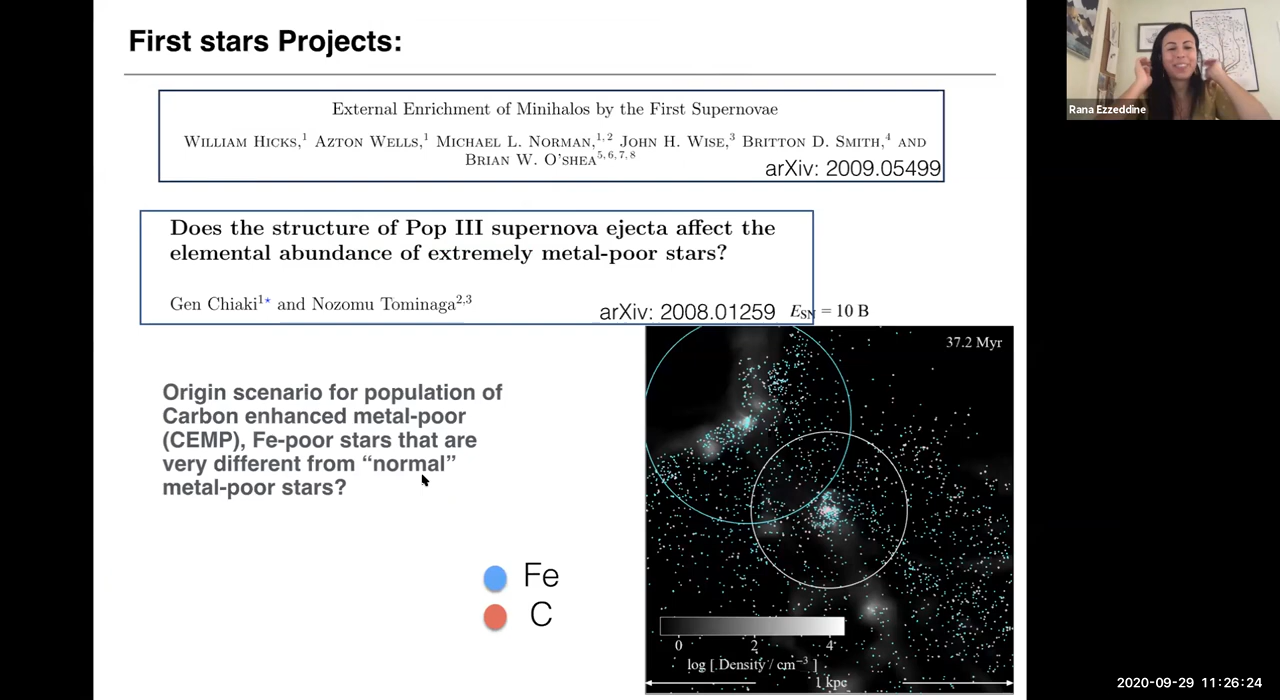 First stars Projects:
External Enrichment of Minihalos by the First Supernovae
William Hicks,1 Azton Wells,1 Michael L. Norman,1, 2 John H. Wise,3 Britton D. Smith,4 and
Brian W. O'shea5, 6, 7, 8
arXiv: 2009.05499
Does the structure of Pop III supernova ejecta affect the
elemental abundance of extremely metal-poor stars?
Gen Chiaki1⋆ and Nozomu Tominaga2,3
arXiv: 2008.01259
ESN = 10 B
37.2 Myr
Origin scenario for population of
Carbon enhanced metal-poor
(CEMP), Fe-poor stars that are
very different from “normal”
metal-poor stars?
Fe
C
0 2 4
log [ Density / cm−3 ]
1 kpc
Rana Ezzeddine
2020-09-29 11:26:24